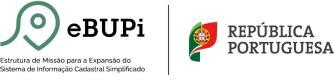 eBUPi
Estrutura de Missão para a Expansão do
Sistema de Informação Cadastral Simplificado
REPÚBLICA
PORTUGUESA